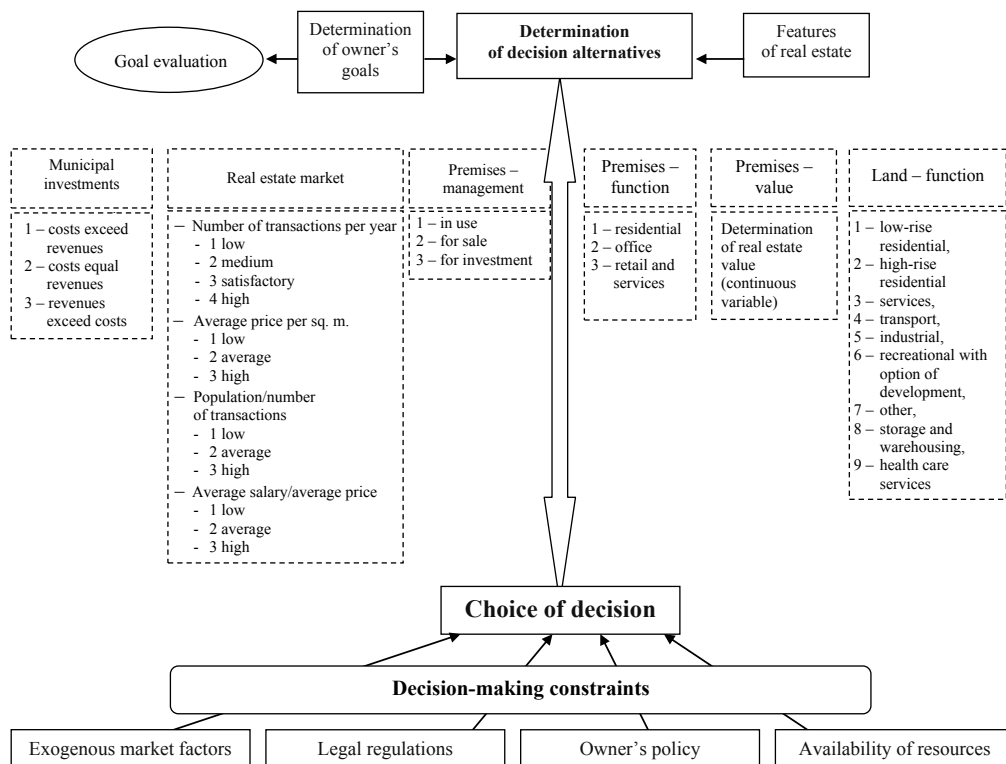 Goal evaluation
Determination
of owner's
goals
Determination
of decision alternatives
Features
of real estate
Municipal
investments
1 – costs exceed
revenues
2 – costs equal
revenues
3 – revenues
exceed costs
Real estate market
– Number of transactions per year
- 1 low
- 2 medium
- 3 satisfactory
- 4 high
– Average price per sq. m.
- 1 low
- 2 average
- 3 high
– Population/number
of transactions
- 1 low
- 2 average
- 3 high
– Average salary/average price
- 1 low
- 2 average
- 3 high
Premises –
management
1 – in use
2 – for sale
3 – for investment
Premises –
function
1 – residential
2 – office
3 – retail and
services
Premises –
value
Determination
of real estate
value
(continuous
variable)
Land – function
1 – low-rise
residential,
2 – high-rise
residential
3 – services,
4 – transport,
5 – industrial,
6 – recreational with
option of
development,
7 – other,
8 – storage and
warehousing,
9 – health care
services
Choice of decision
Decision-making constraints
Exogenous market factors
Legal regulations
Owner's policy
Availability of resources